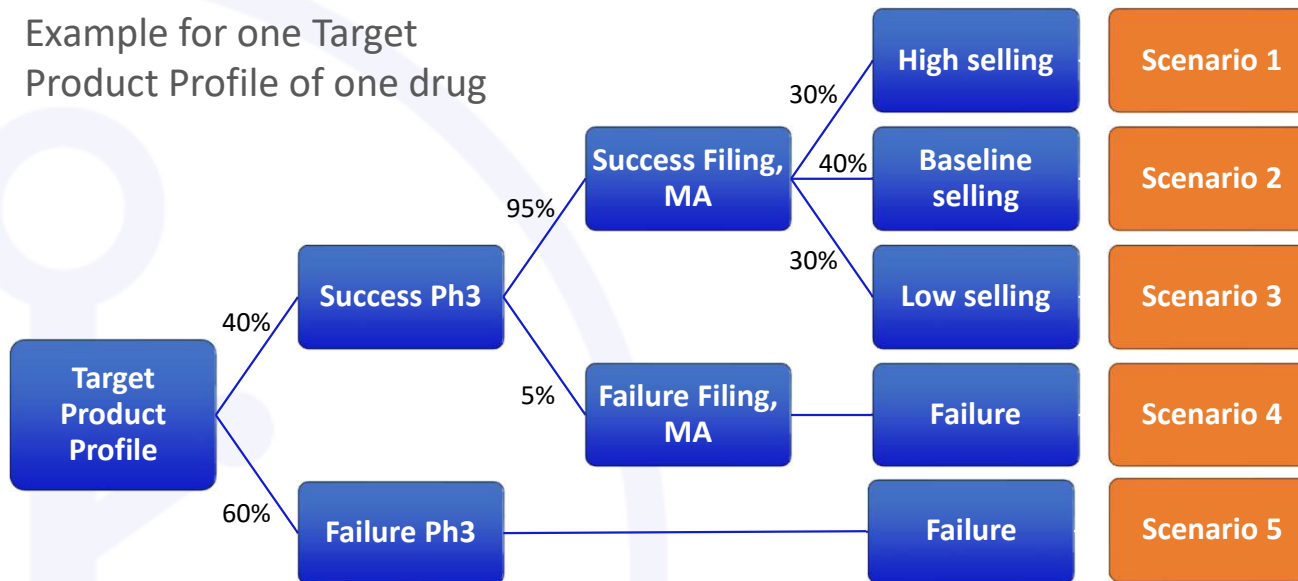 Example for one Target
Product Profile of one drug
High selling
Scenario 1
30%
Success Filing,
MA
40%
Baseline
selling
Scenario 2
95%
30%
Success Ph3
Low selling
Scenario 3
40%
Target
Product
Profile
5%
Failure Filing,
MA
Failure
Scenario 4
60%
Failure Ph3
Failure
Scenario 5